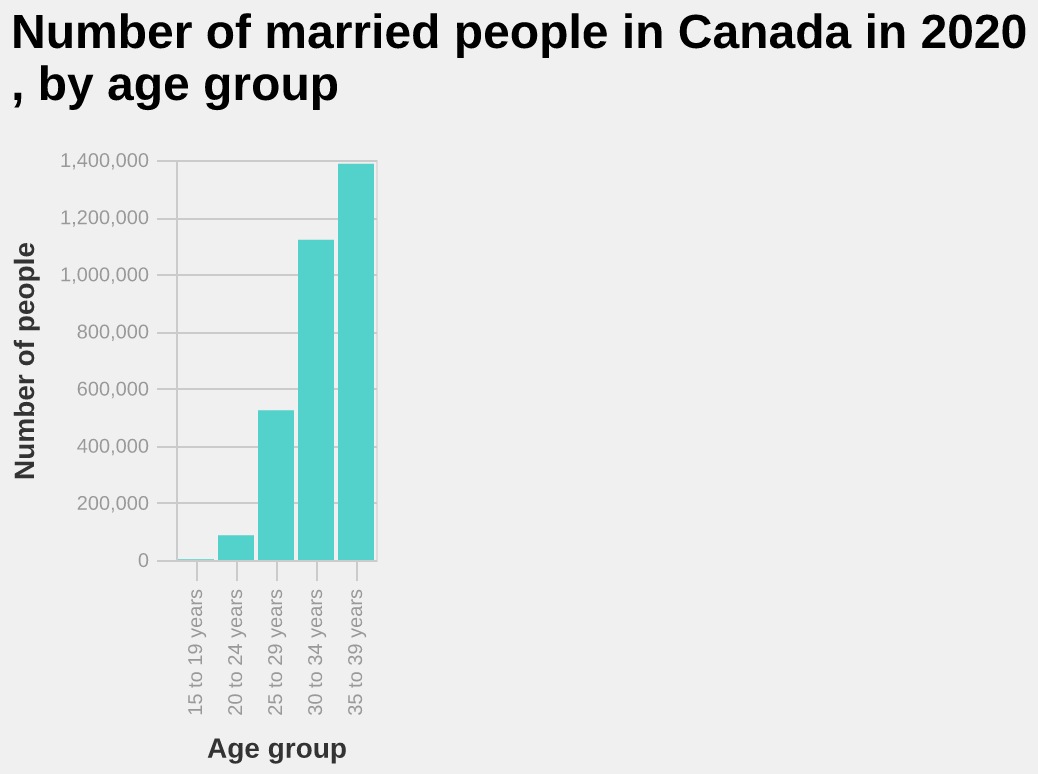 Number of married people in Canada in 2020
, by age group
Number of people
1,400,000
1,200,000
1,000,000
800,000
600,000
400,000
200,000
0
15 to 19 years
20 to 24 years
25 to 29 years
30 to 34 years
35 to 39 years
Age group